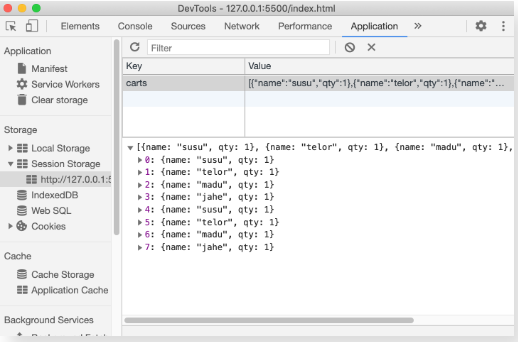 DevTools - 127.0.0.1:5500/index.html
Elements Console Sources Network Performance Application »
Application
Manifest
Service Workers
Clear storage
Storage
Local Storage
Session Storage
http://127.0.0.1:5
IndexedDB
Web SQL
Cookies
Cache
Cache Storage
Application Cache
Background Services
Filter
Key Value
carts [{"name":"susu","qty":1},{"name":"telor","qty":1},{"name":"...
[{name: "susu", qty: 1}, {name: "telor", qty: 1}, {name: "madu", qty: 1},
0: {name: "susu", qty: 1}
1: {name: "telor", qty: 1}
2: {name: "madu", qty: 1}
3: {name: "jahe", qty: 1}
4: {name: "susu", qty: 1}
5: {name: "telor", qty: 1}
6: {name: "madu", qty: 1}
7: {name: "jahe", qty: 1}